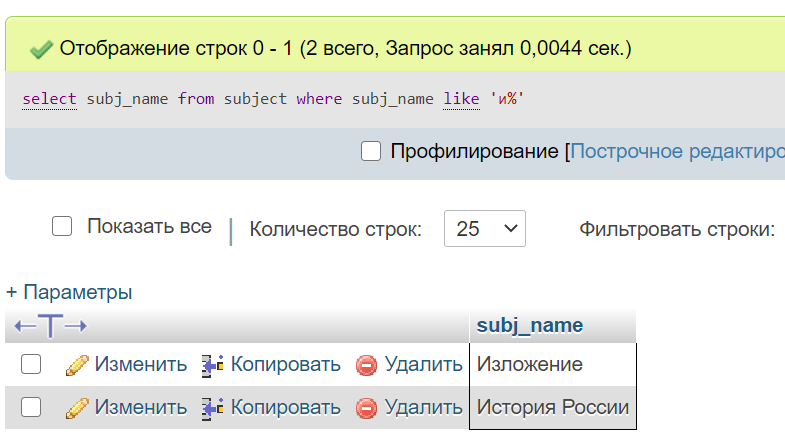 Отображение строк 0 - 1 (2 всего, Запрос занял 0,0044 сек.)
select subj_name from subject where subj_name like 'и%'
Профилирование [Построчное редактиро
Показать все | Количество строк: 25 Фильтровать строки:
+ Параметры
←T→ subj_name
Изменить Копировать Удалить Изложение
Изменить Копировать Удалить История России